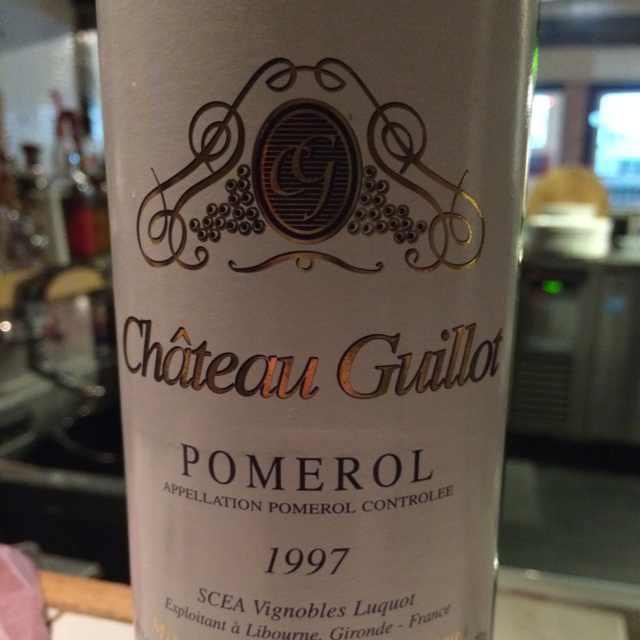 CG
Château Guillot
POMEROL
APPELLATION POMEROL CONTROLEE
1997
SCEA Vignobles Luquot
Exploitant à Libourne, Gironde - France